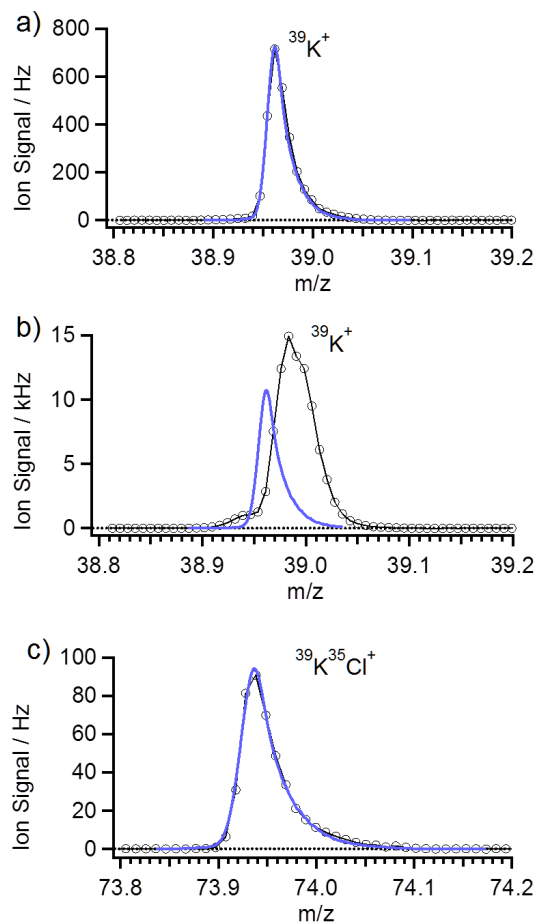 a)
800
600
400
200
0
Ion Signal / Hz
³⁹K⁺
38.8 38.9 39.0 39.1 39.2
m/z
b)
15
10
5
0
Ion Signal / kHz
³⁹K⁺
38.8 38.9 39.0 39.1 39.2
m/z
c)
100
80
60
40
20
0
Ion Signal / Hz
³⁹K³⁵Cl⁺
73.8 73.9 74.0 74.1 74.2
m/z